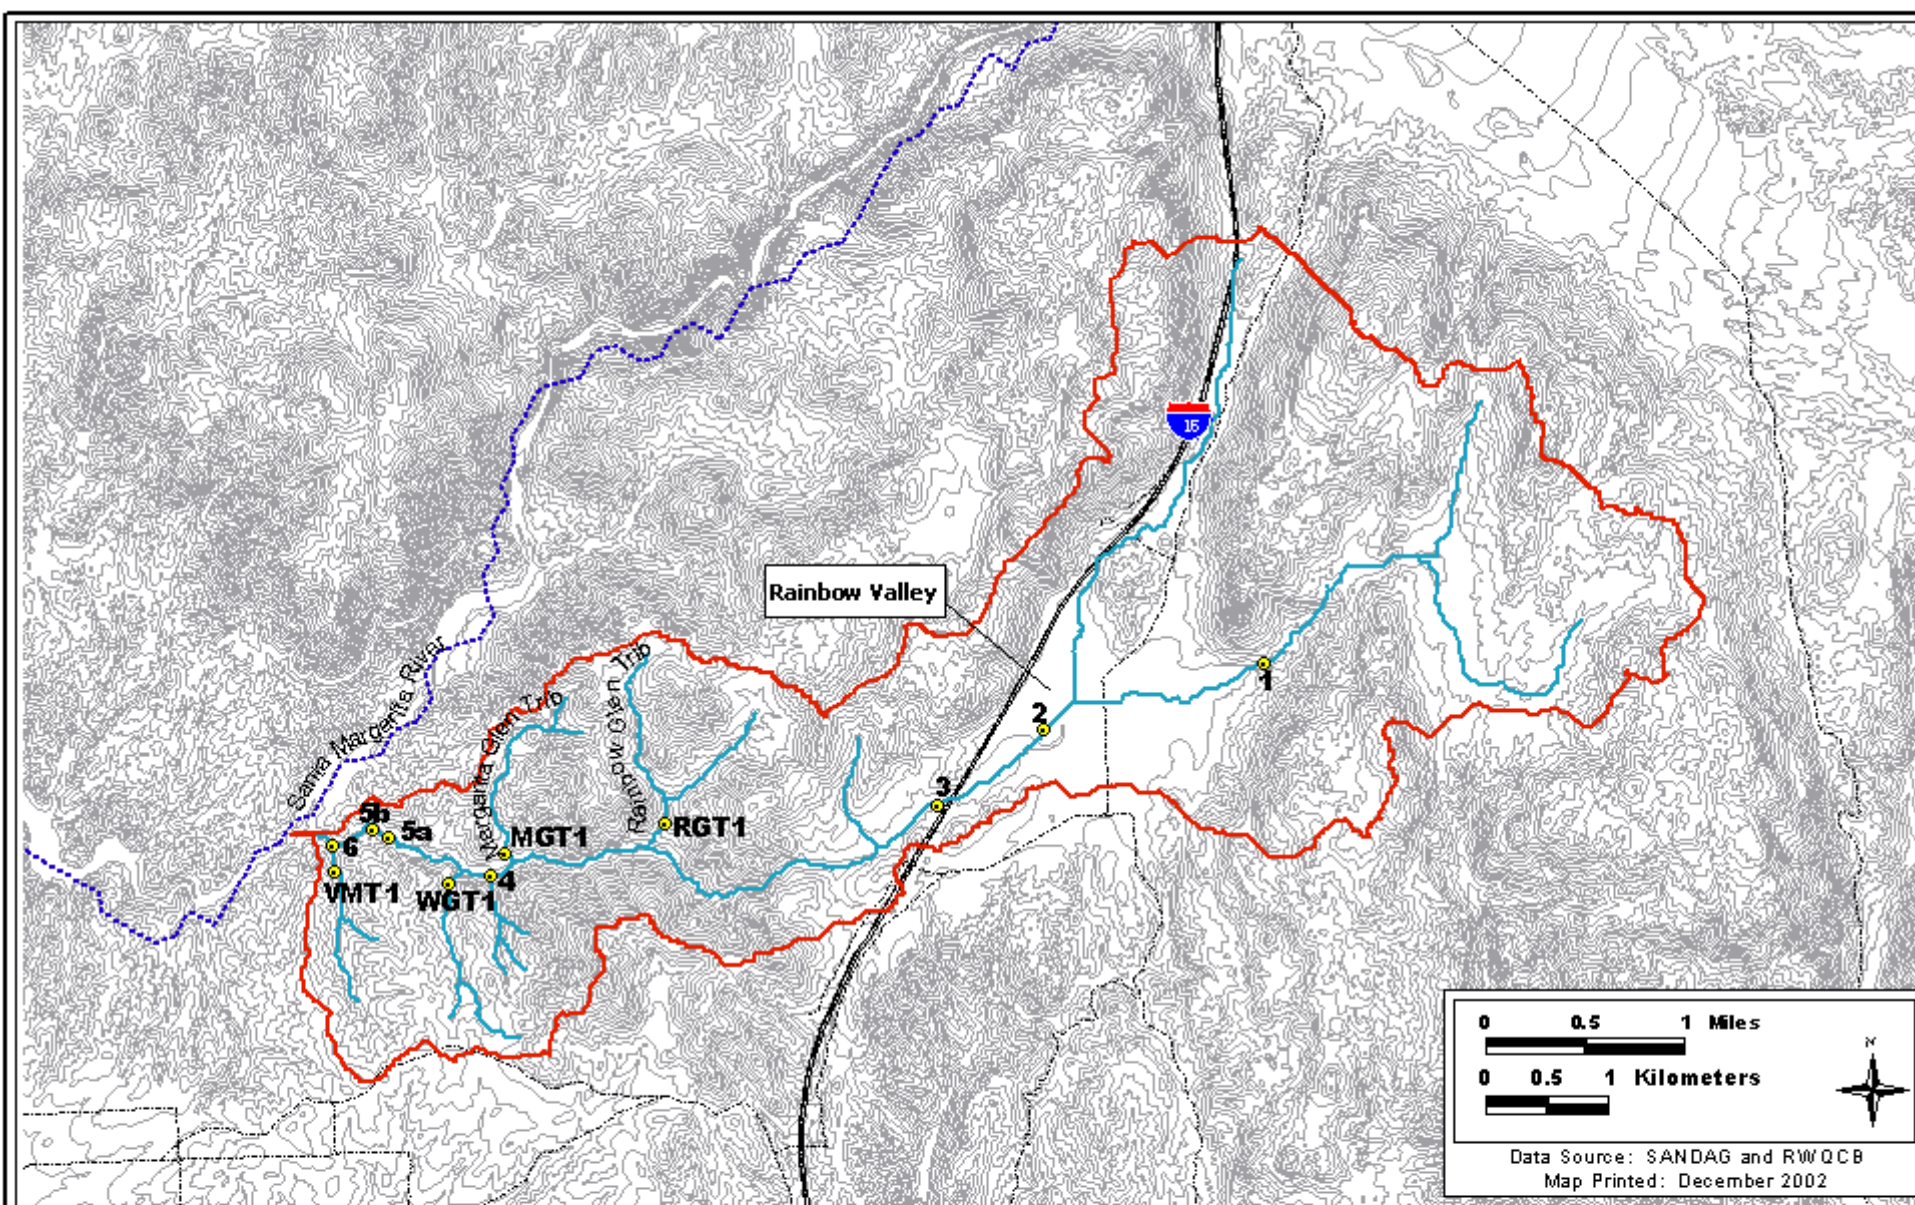 15
Rainbow Valley
Santa Margarita River
Margarita Glen Trib
Rainbow Glen Trib
1
2
3
5b
5a
RGT1
MGT1
6
4
VMT1
WGT1
0 0.5 1 Miles
N
0 0.5 1 Kilometers
Data Source: SANDAG and RWQCB
Map Printed: December 2002